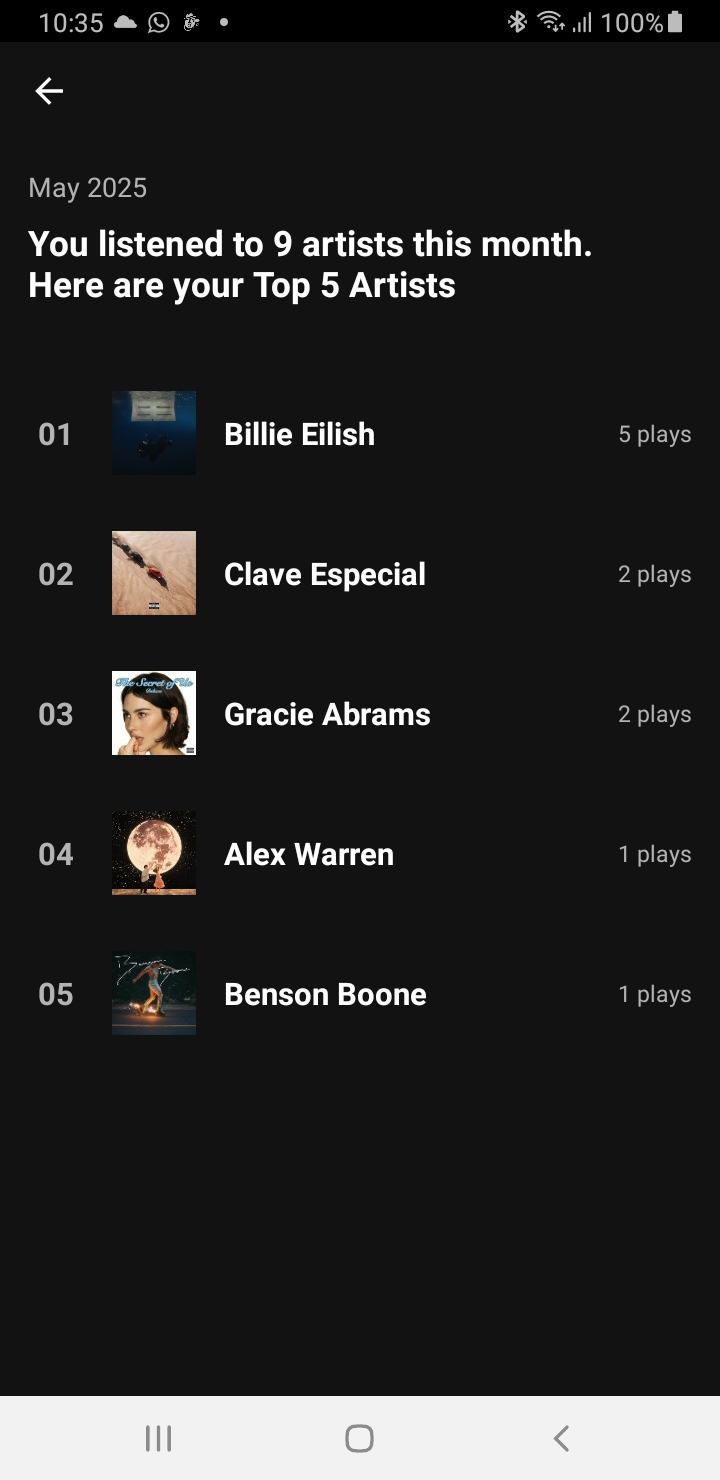 10:35
100%
May 2025
You listened to 9 artists this month.
Here are your Top 5 Artists
01 Billie Eilish 5 plays
02 Clave Especial 2 plays
03 The Secret of Us Deluxe Gracie Abrams 2 plays
04 Alex Warren 1 plays
05 Benson Boone 1 plays